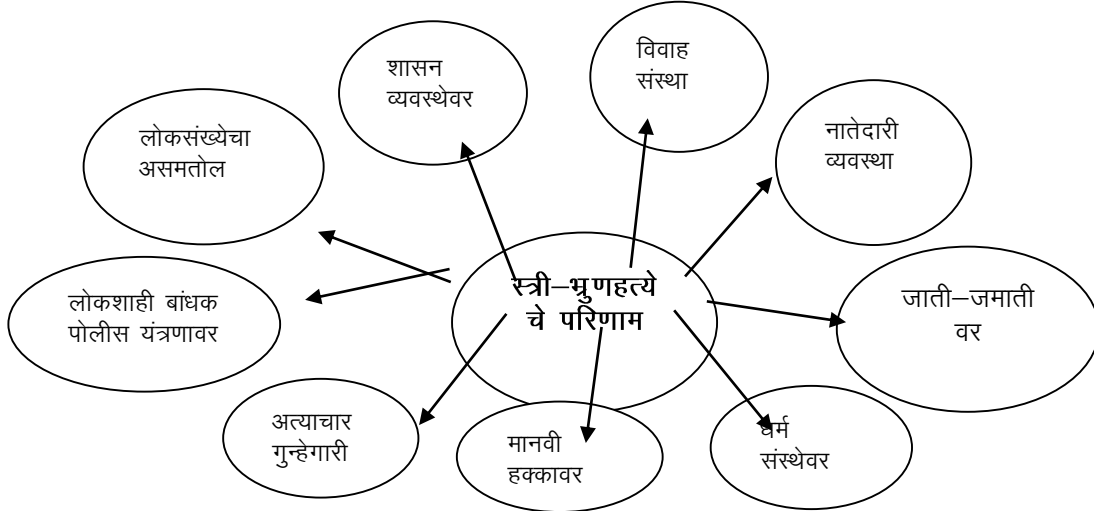 शासन
व्यवस्थेवर
विवाह
संस्था
लोकसंख्येचा
असमतोल
नातेदारी
व्यवस्था
स्त्री–भ्रुणहत्ये
चे परिणाम
लोकशाही बांधक
पोलीस यंत्रणावर
जाती–जमाती
वर
अत्याचार
गुन्हेगारी
मानवी
हक्कावर
धर्म
संस्थेवर